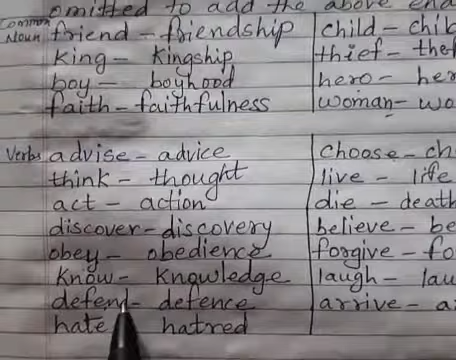 omitted to add the above
Common Noun
friend - friendship
King - Kingship
boy - boyhood
faith - faithfulness
child -
thief -
hero -
woman -
Verbs
advise - advice
think - thought
act - action
discover - discovery
obey - obedience
Know - Knowledge
defend - defence
hate hatred
Choose -
live - life
die - death
believe -
forgive -
laugh -
arrive -